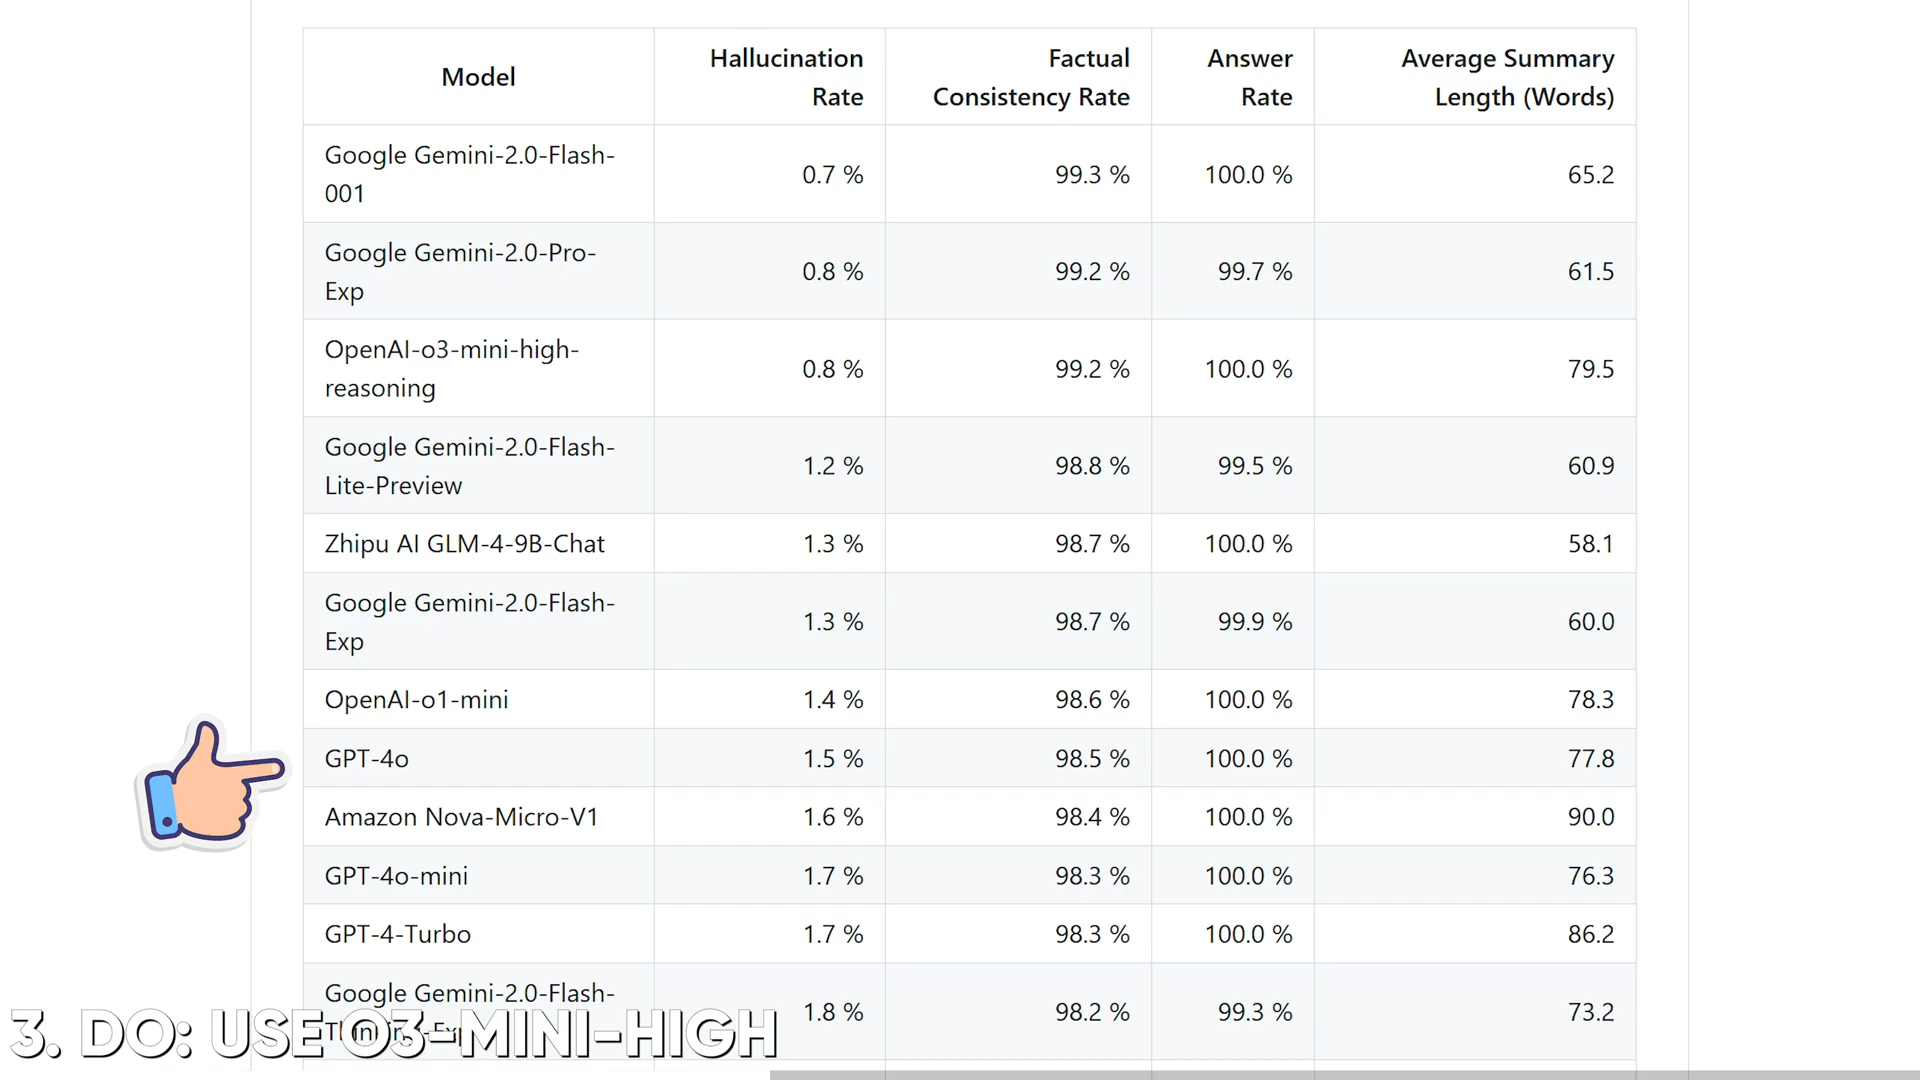 Model
Hallucination
Rate
Factual
Consistency Rate
Answer
Rate
Average Summary
Length (Words)
Google Gemini-2.0-Flash-
001
0.7 %
99.3 %
100.0 %
65.2
Google Gemini-2.0-Pro-
Exp
0.8 %
99.2 %
99.7 %
61.5
OpenAI-o3-mini-high-
reasoning
0.8 %
99.2 %
100.0 %
79.5
Google Gemini-2.0-Flash-
Lite-Preview
1.2 %
98.8 %
99.5 %
60.9
Zhipu AI GLM-4-9B-Chat
1.3 %
98.7 %
100.0 %
58.1
Google Gemini-2.0-Flash-
Exp
1.3 %
98.7 %
99.9 %
60.0
OpenAI-o1-mini
1.4 %
98.6 %
100.0 %
78.3
GPT-4o
1.5 %
98.5 %
100.0 %
77.8
Amazon Nova-Micro-V1
1.6 %
98.4 %
100.0 %
90.0
GPT-4o-mini
1.7 %
98.3 %
100.0 %
76.3
GPT-4-Turbo
1.7 %
98.3 %
100.0 %
86.2
Google Gemini-2.0-Flash-
1.8 %
98.2 %
99.3 %
73.2
3. DO: USE O3-MINI-HIGH